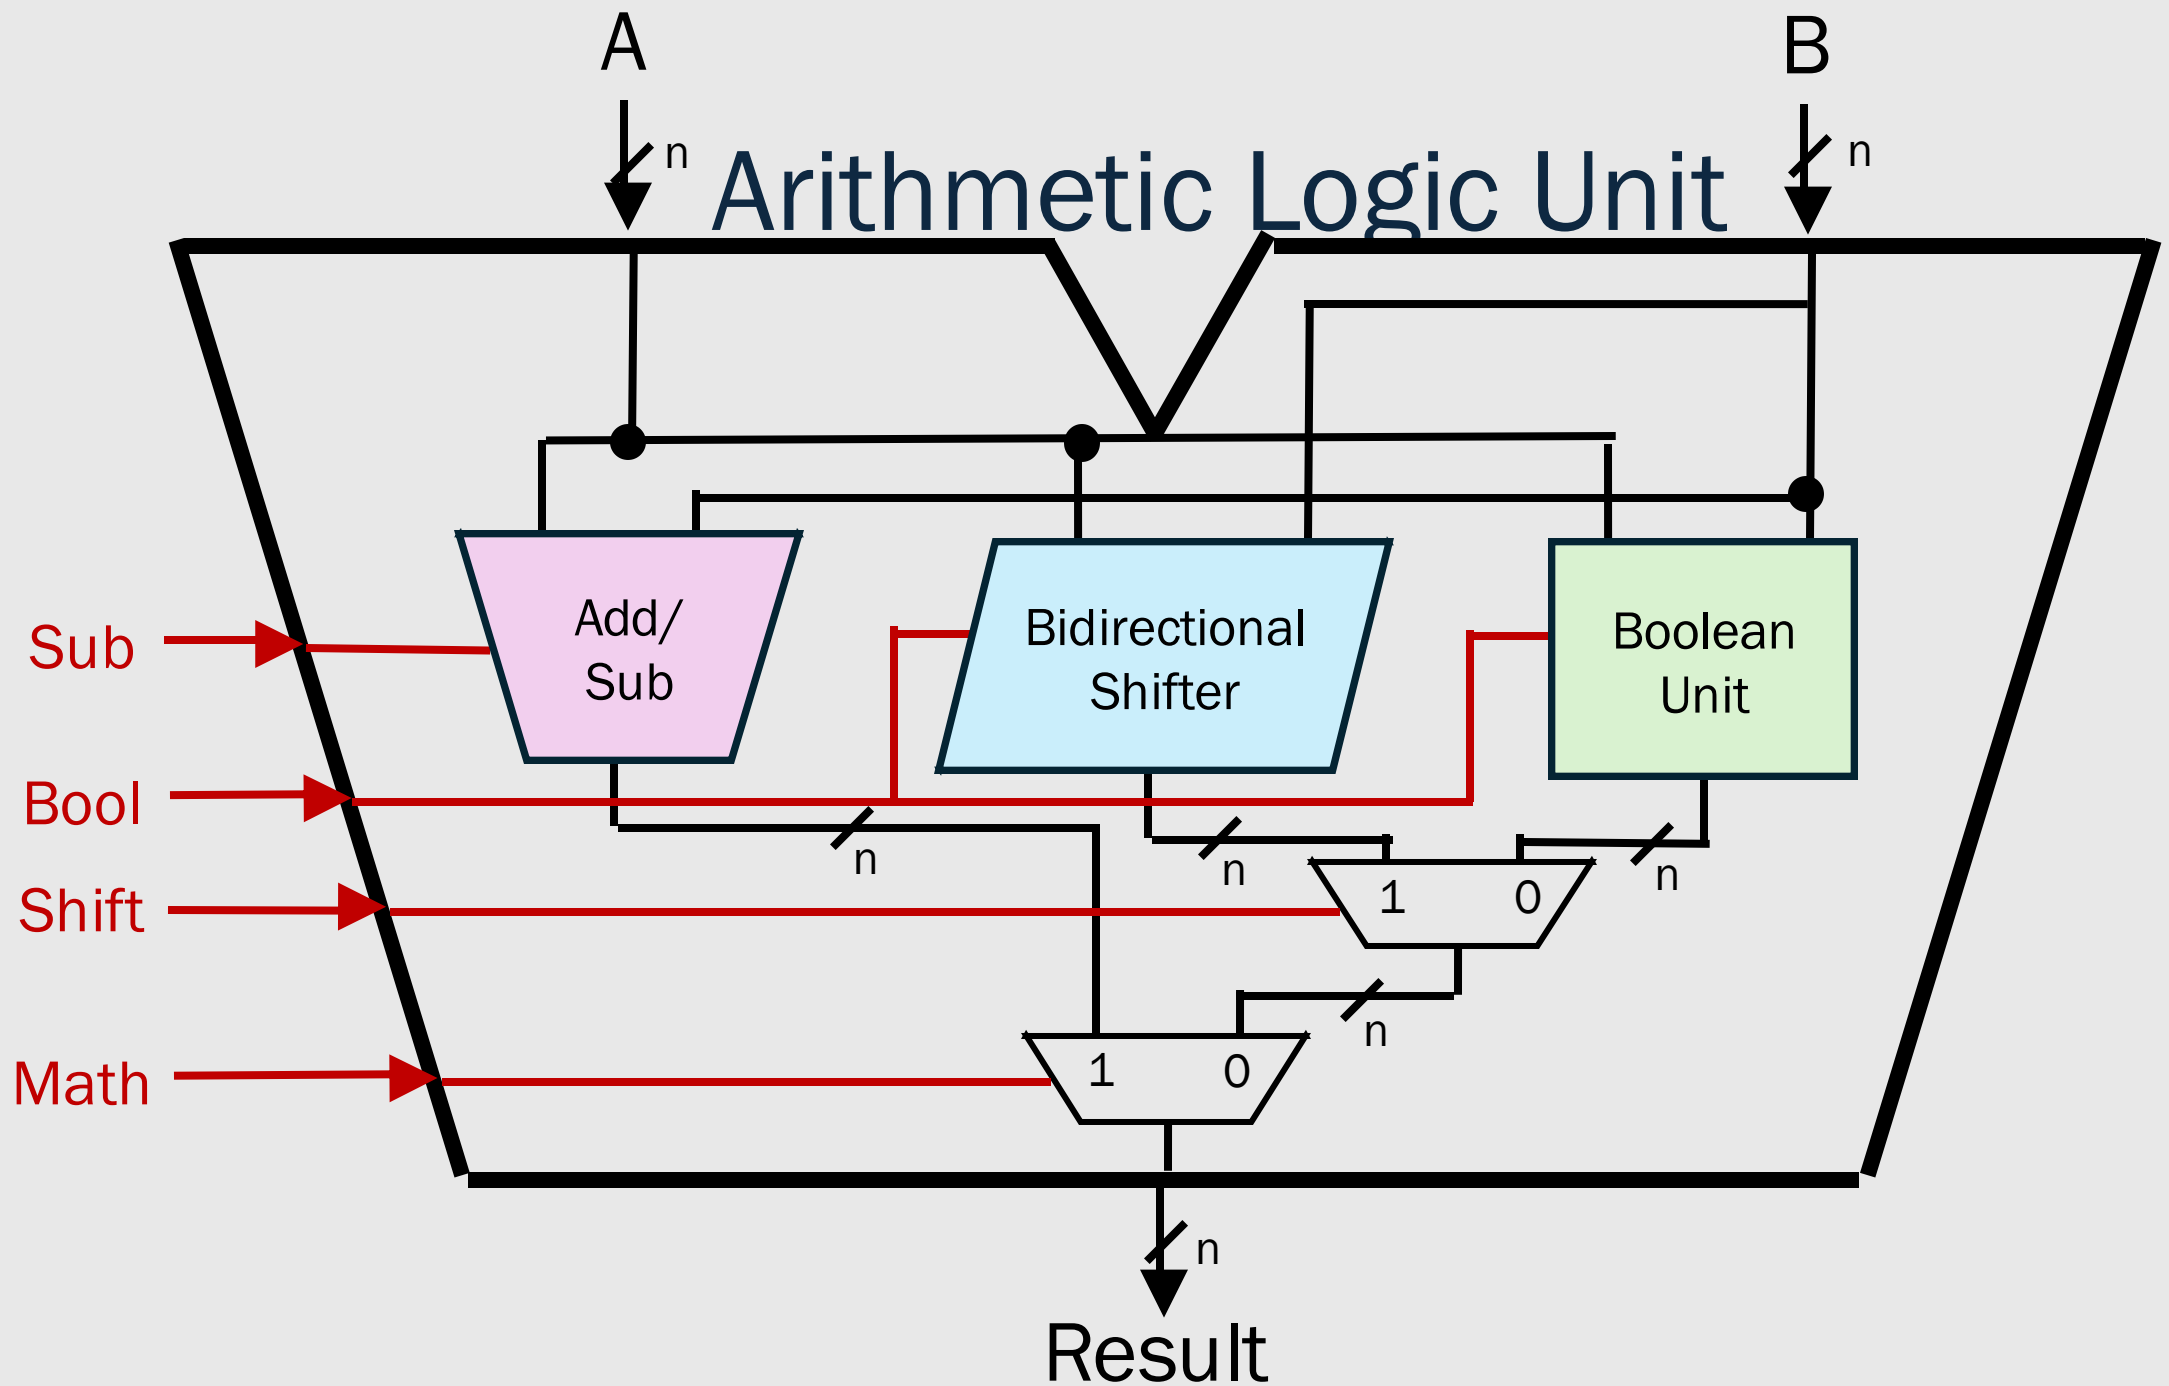 A
B
n
n
Arithmetic Logic Unit
Add/
Sub
Bidirectional
Shifter
Boolean
Unit
Sub
Bool
n
n
n
Shift
1
0
n
Math
1
0
n
Result